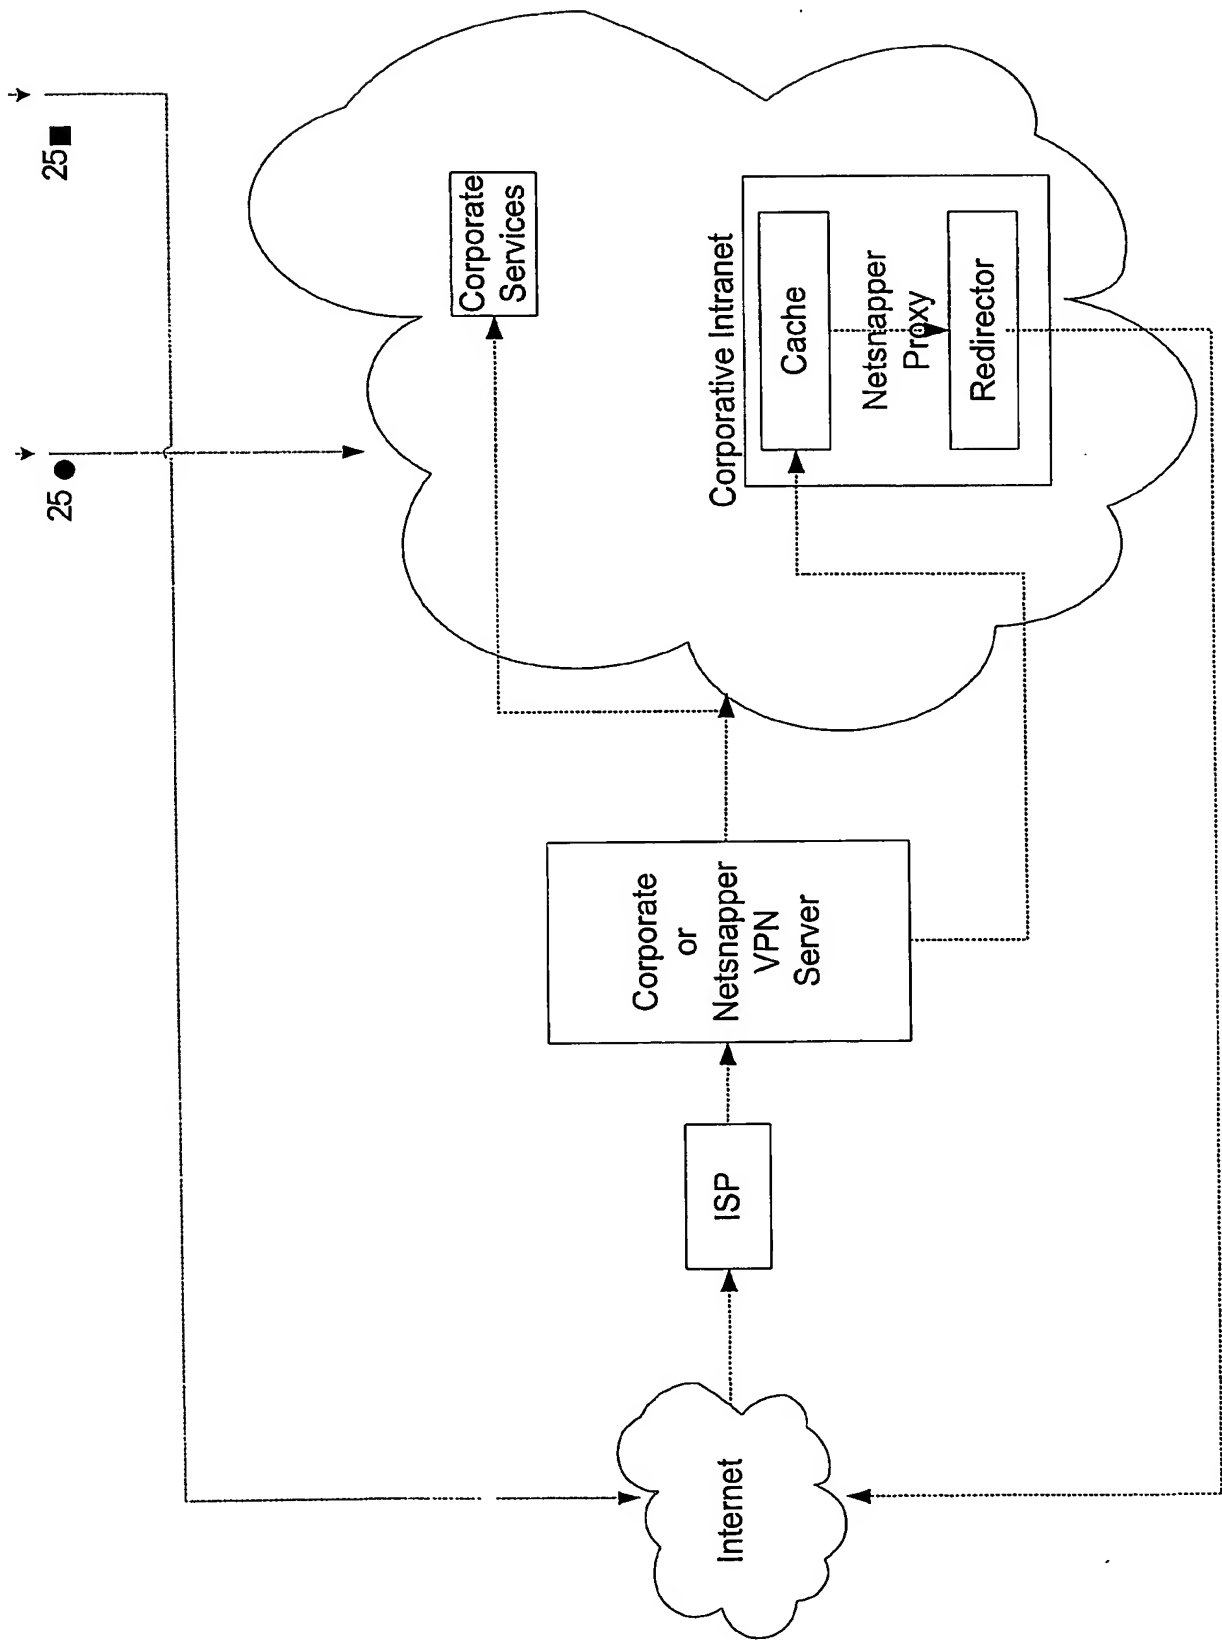 25
25
Corporate
Services
Corporative Intranet
Cache
Netsnapper
Proxy
Redirector
Corporate
or
Netsnapper
VPN
Server
ISP
Internet